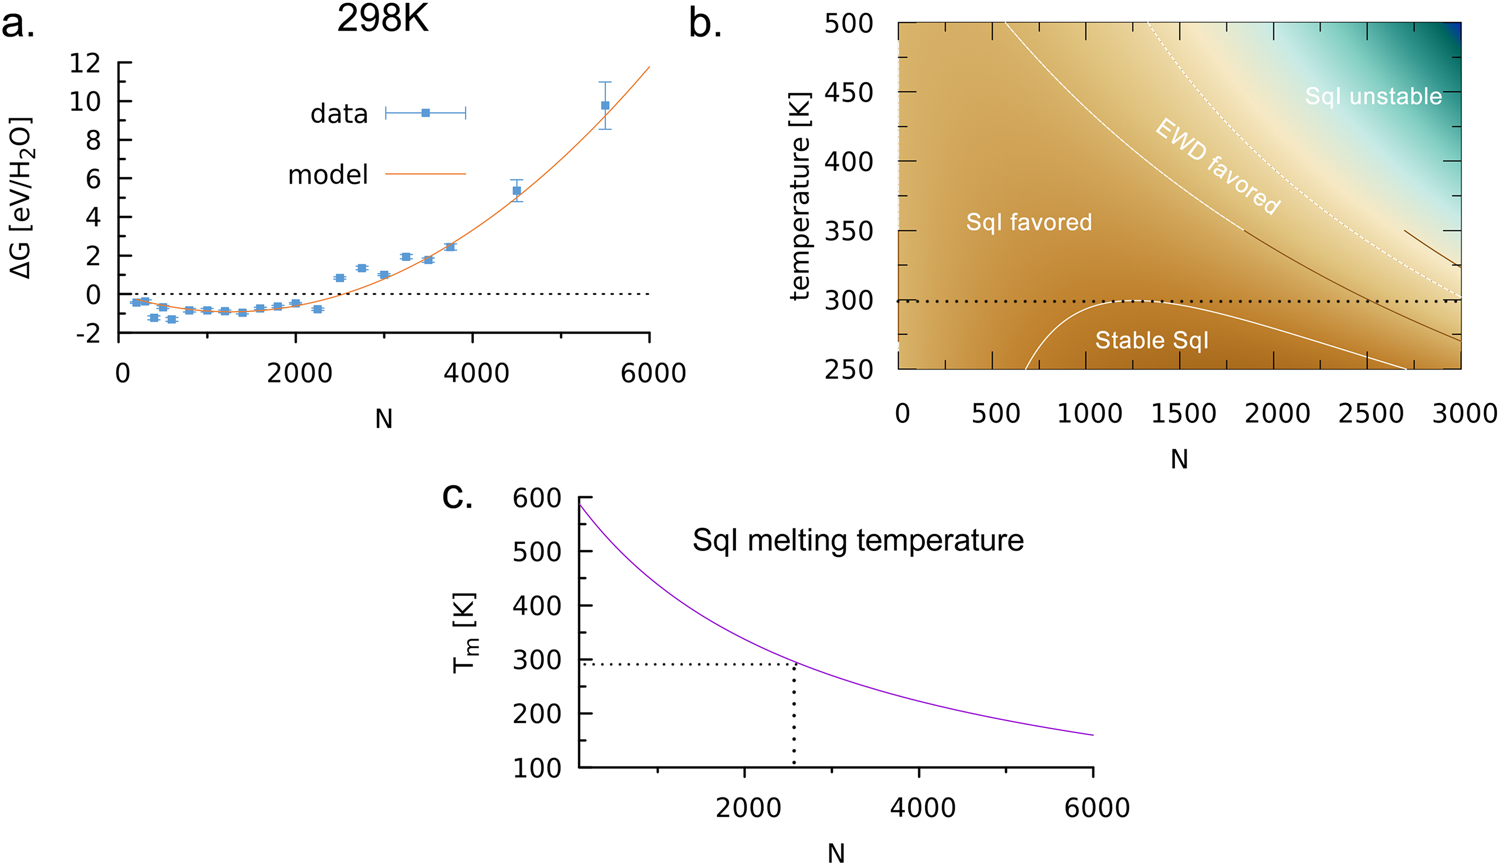 a.
298K
12
10
8
6
4
2
0
-2
ΔG [eV/H2O]
data
model
0 2000 4000 6000
N
b.
500
450
400
350
300
250
temperature [K]
Sql unstable
EWD favored
Sql favored
Stable Sql
0 500 1000 1500 2000 2500 3000
N
c.
600
500
400
300
200
100
Tm [K]
Sql melting temperature
2000 4000 6000
N